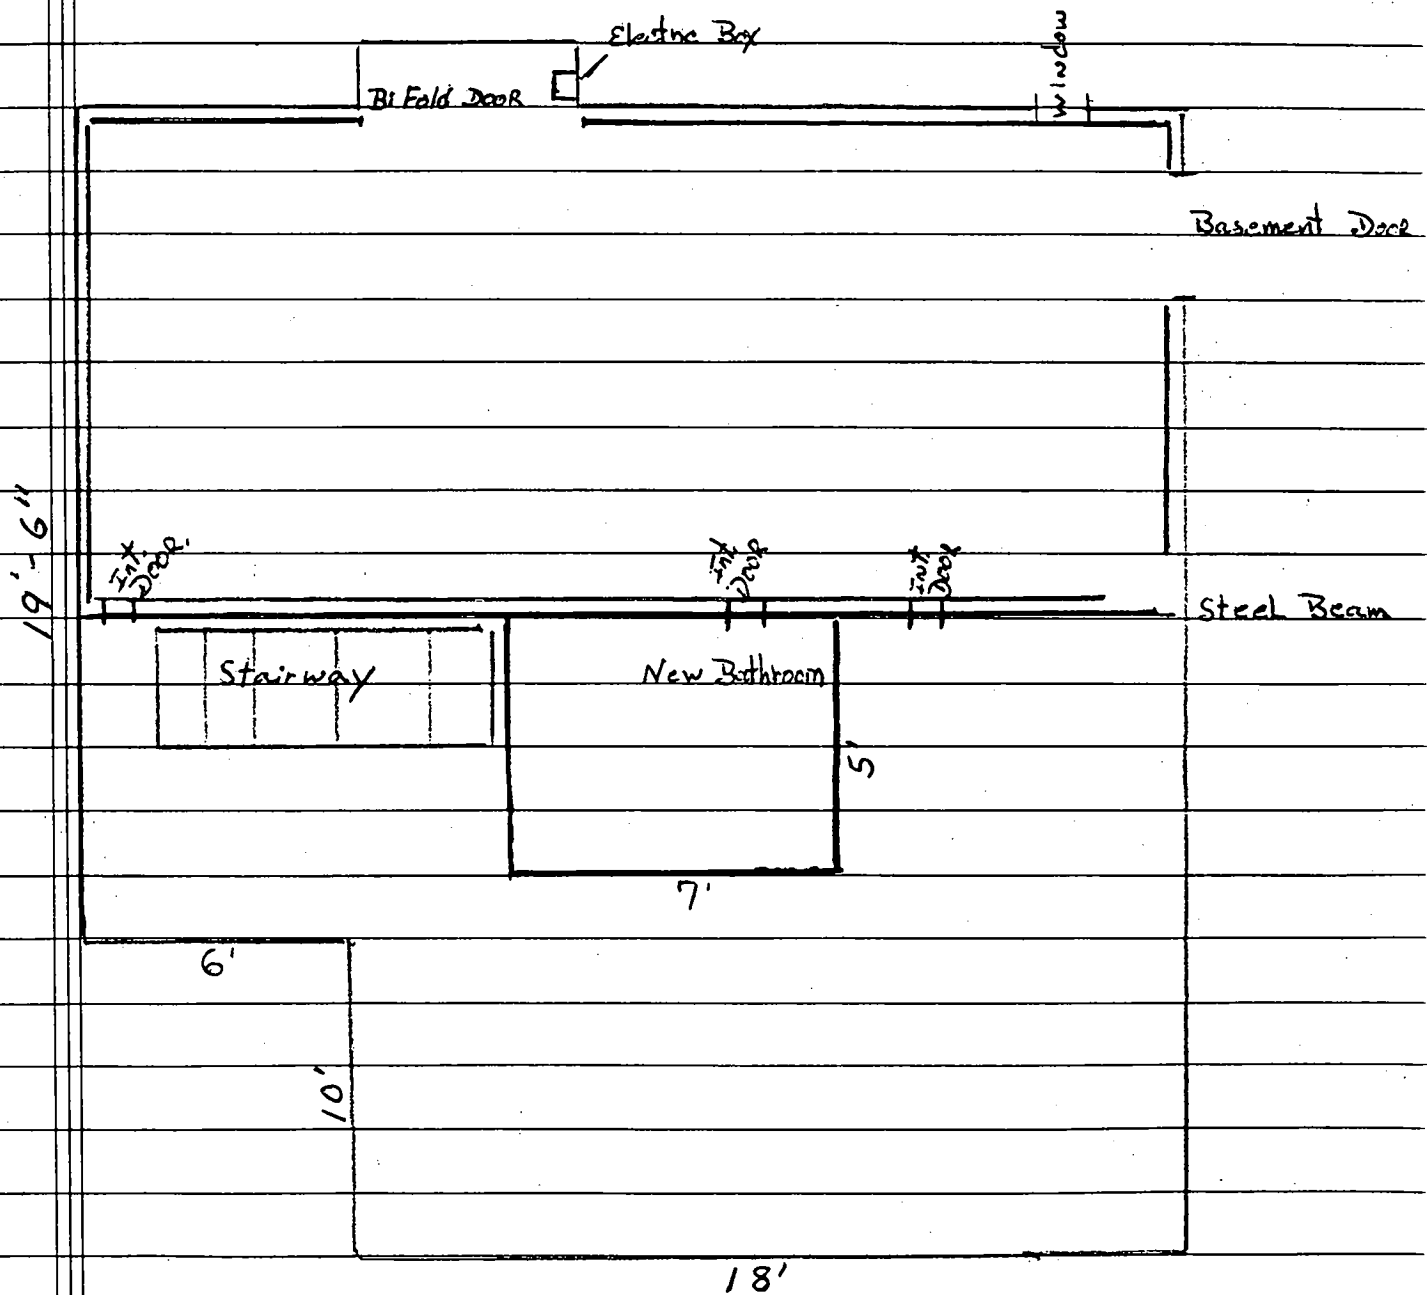 Electric Box
Window
Bi Fold Door
Basement Door
19'-6"
Int.
Door.
Int
Door
Int
Door
Steel Beam
Stairway
New Bathroom
5'
7'
6'
10'
18'